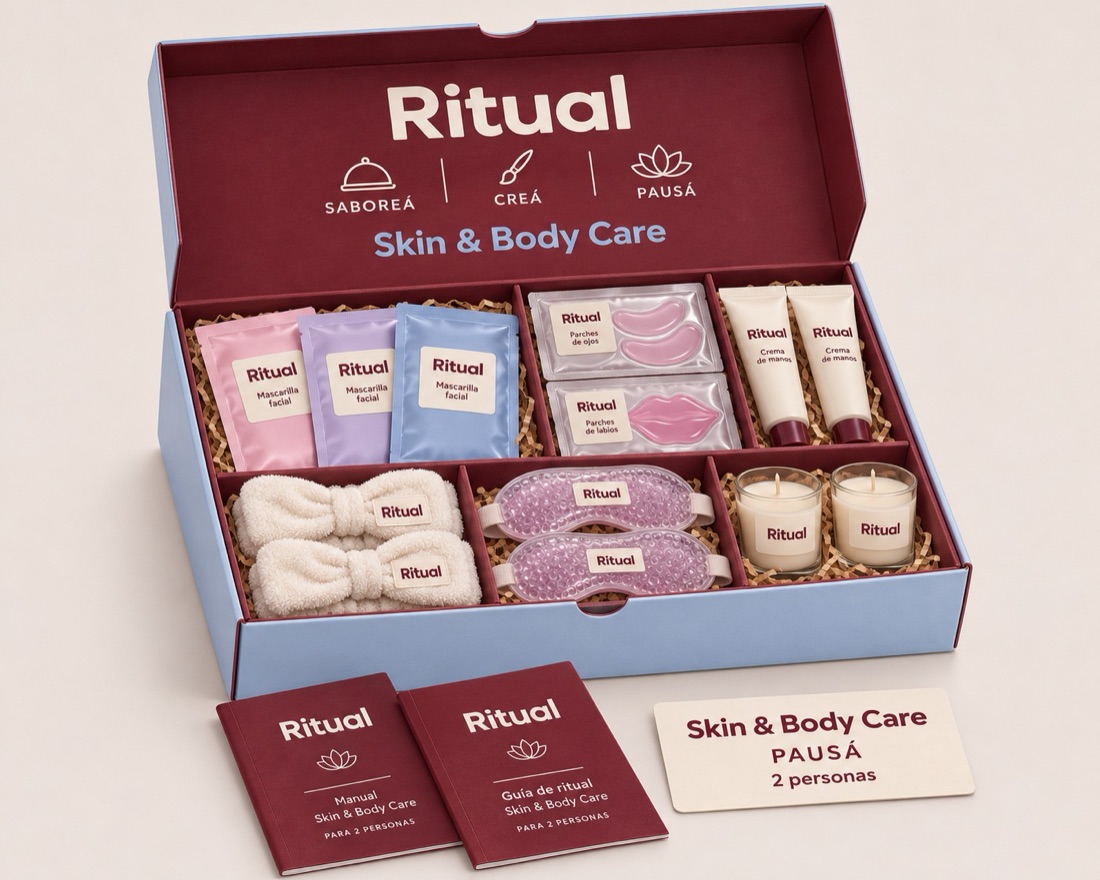 Ritual
SABOREÁ
CREÁ
PAUSÁ
Skin & Body Care
Ritual
Mascarilla
facial
Ritual
Mascarilla
facial
Ritual
Mascarilla
facial
Ritual
Parches
de ojos
Ritual
Parches
de labios
Ritual
Crema
de manos
Ritual
Crema
de manos
Ritual
Ritual
Ritual
Ritual
Ritual
Ritual
Ritual
Manual
Skin & Body Care
PARA 2 PERSONAS
Ritual
Guía de ritual
Skin & Body Care
PARA 2 PERSONAS
Skin & Body Care
PAUSÁ
2 personas